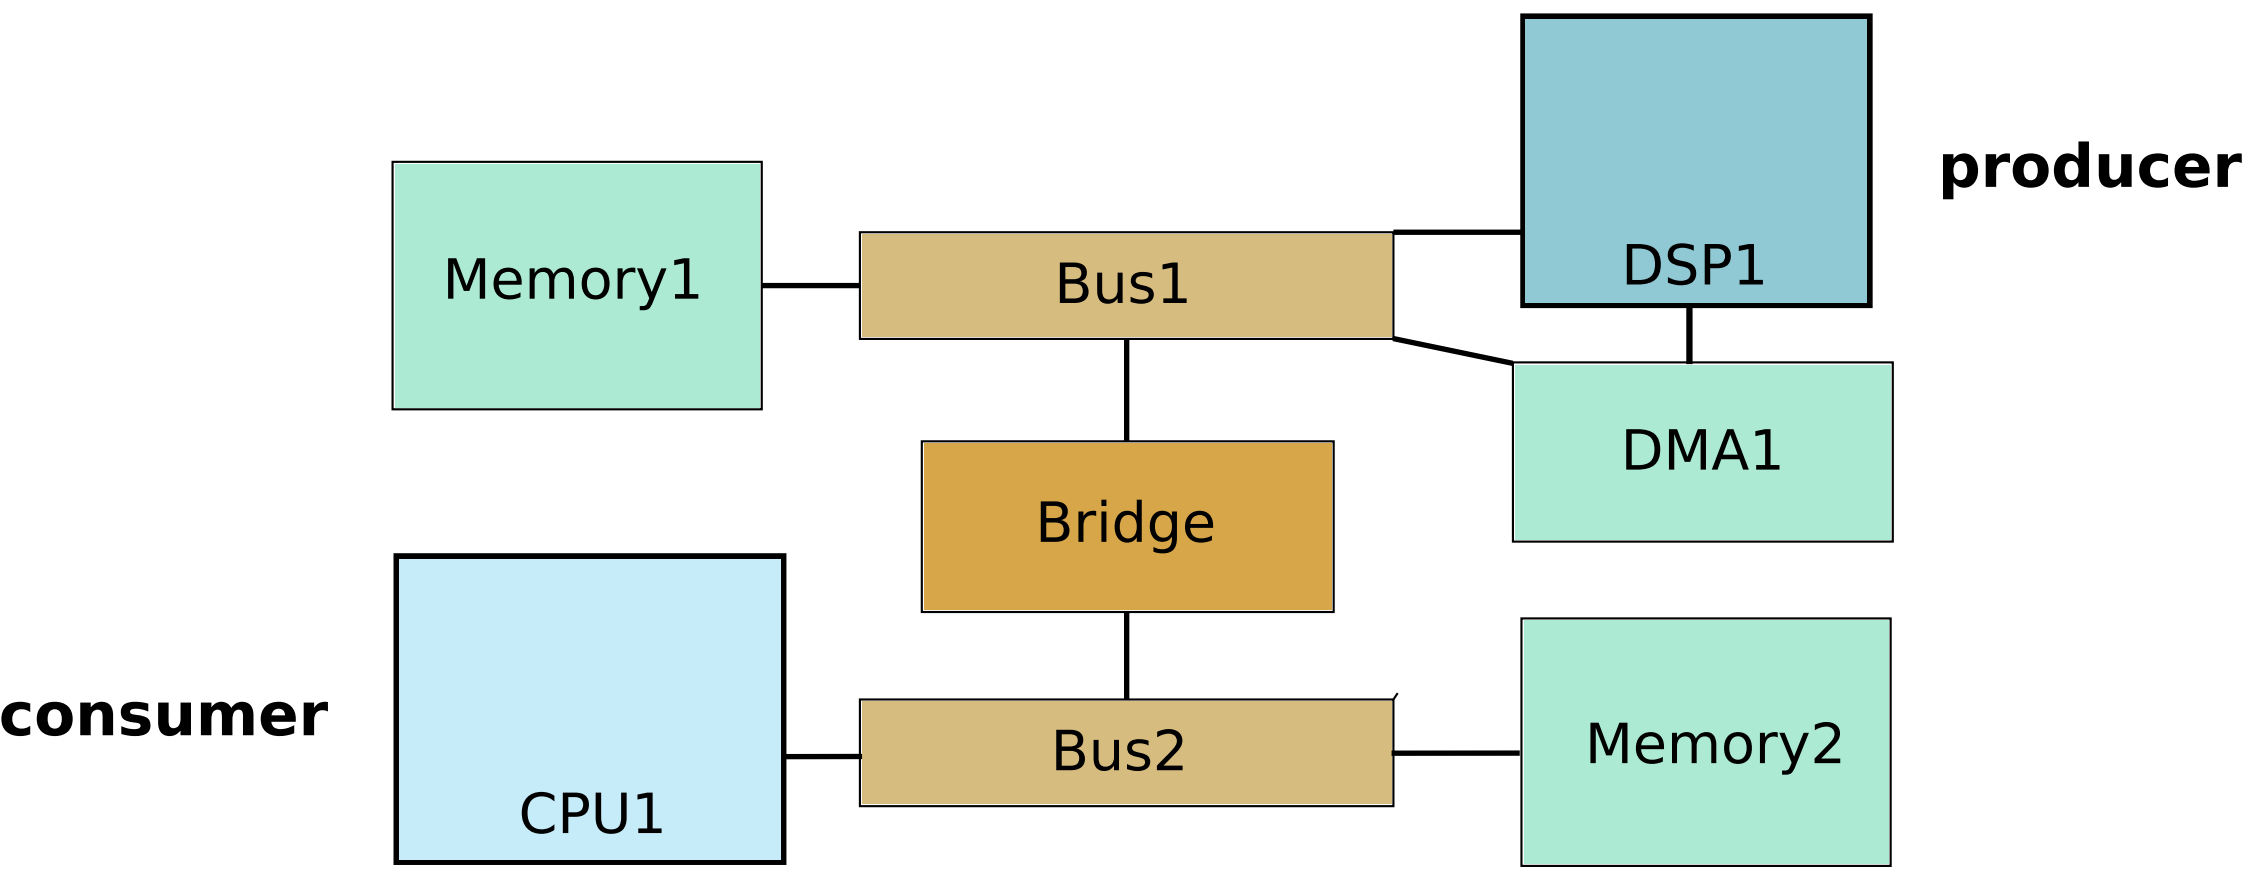 producer
DSP1
Memory1
Bus1
DMA1
Bridge
consumer
CPU1
Bus2
Memory2